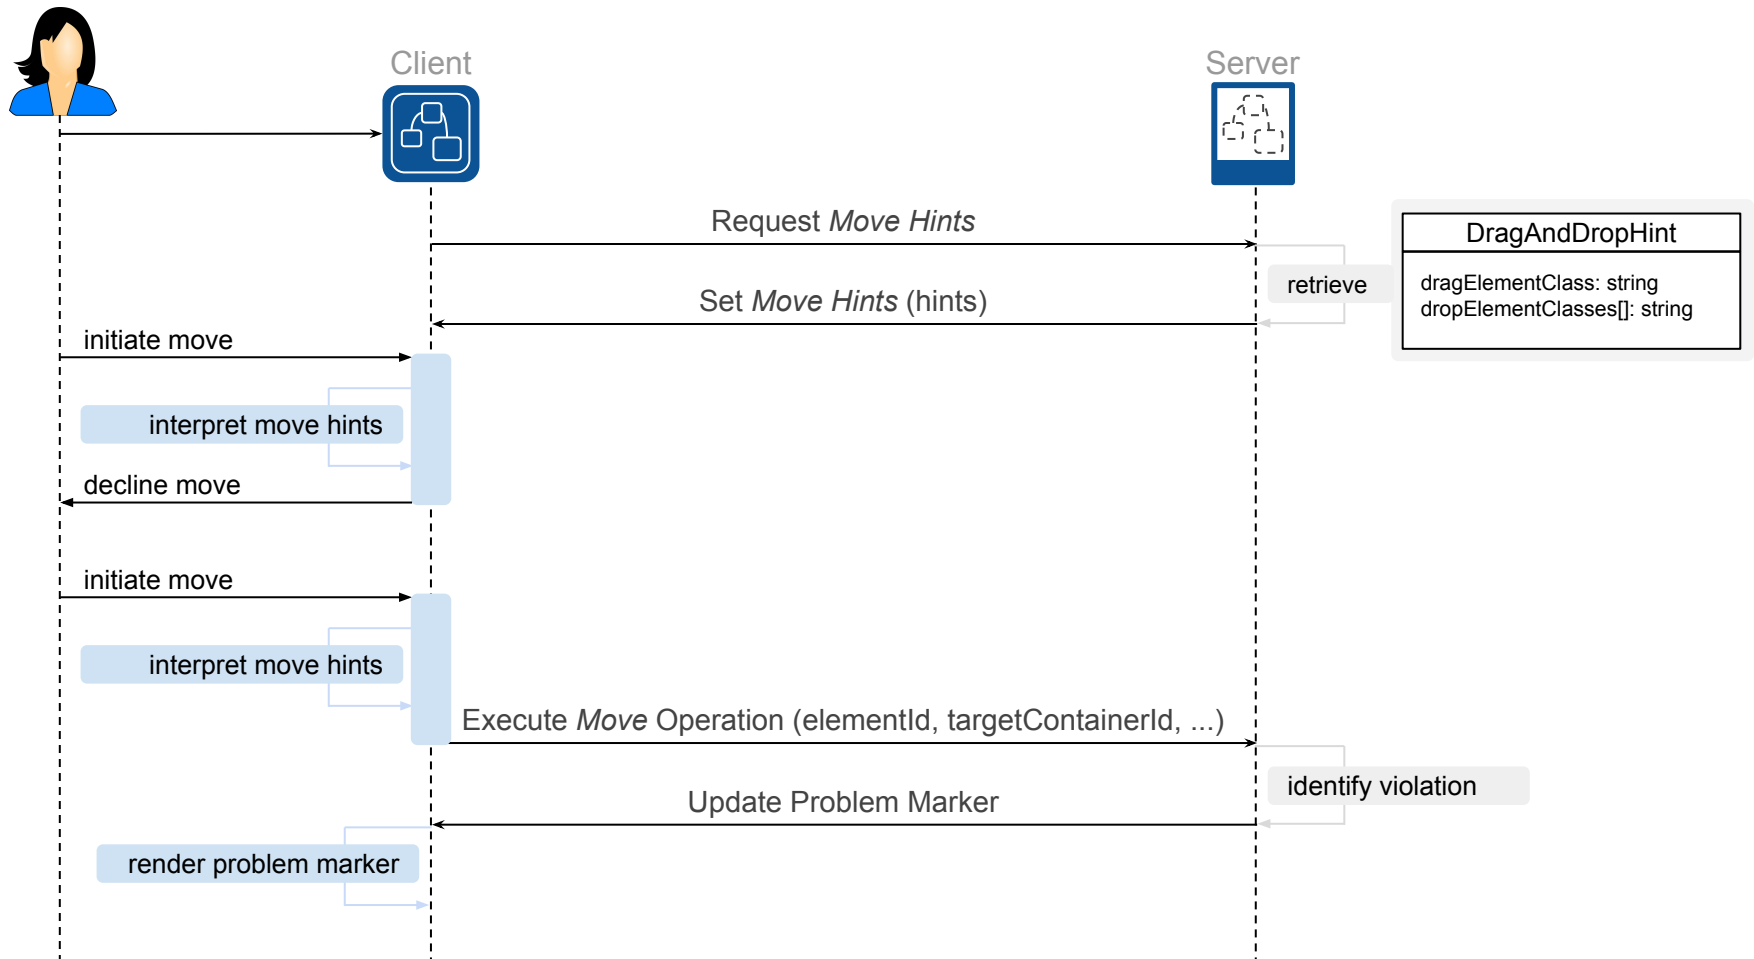 Client
Server
Request Move Hints
DragAndDropHint
retrieve
dragElementClass: string
dropElementClasses[]: string
Set Move Hints (hints)
initiate move
interpret move hints
decline move
initiate move
interpret move hints
Execute Move Operation (elementId, targetContainerId, ...)
identify violation
Update Problem Marker
render problem marker